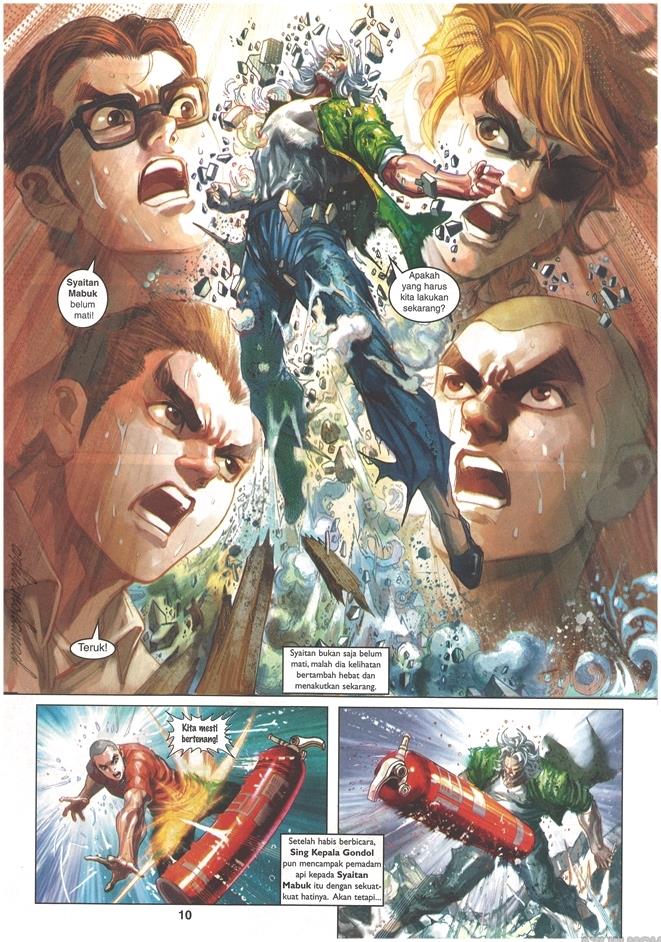 Syaitan
Mabuk
belum
mati!
Apakah
yang harus
kita lakukan
sekarang?
Teruk!
Syaitan bukan saja belum
mati, malah dia kelihatan
bertambah hebat dan
menakutkan sekarang.
Kita mesti
bertenang!
Setelah habis berbicara,
Sing Kepala Gondol
pun mencampak pemadam
api kepada Syaitan
Mabuk itu dengan sekuat-
kuat hatinya. Akan tetapi...
10